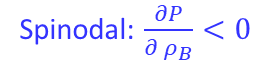 Spinodal: ∂P/∂ρ_B < 0